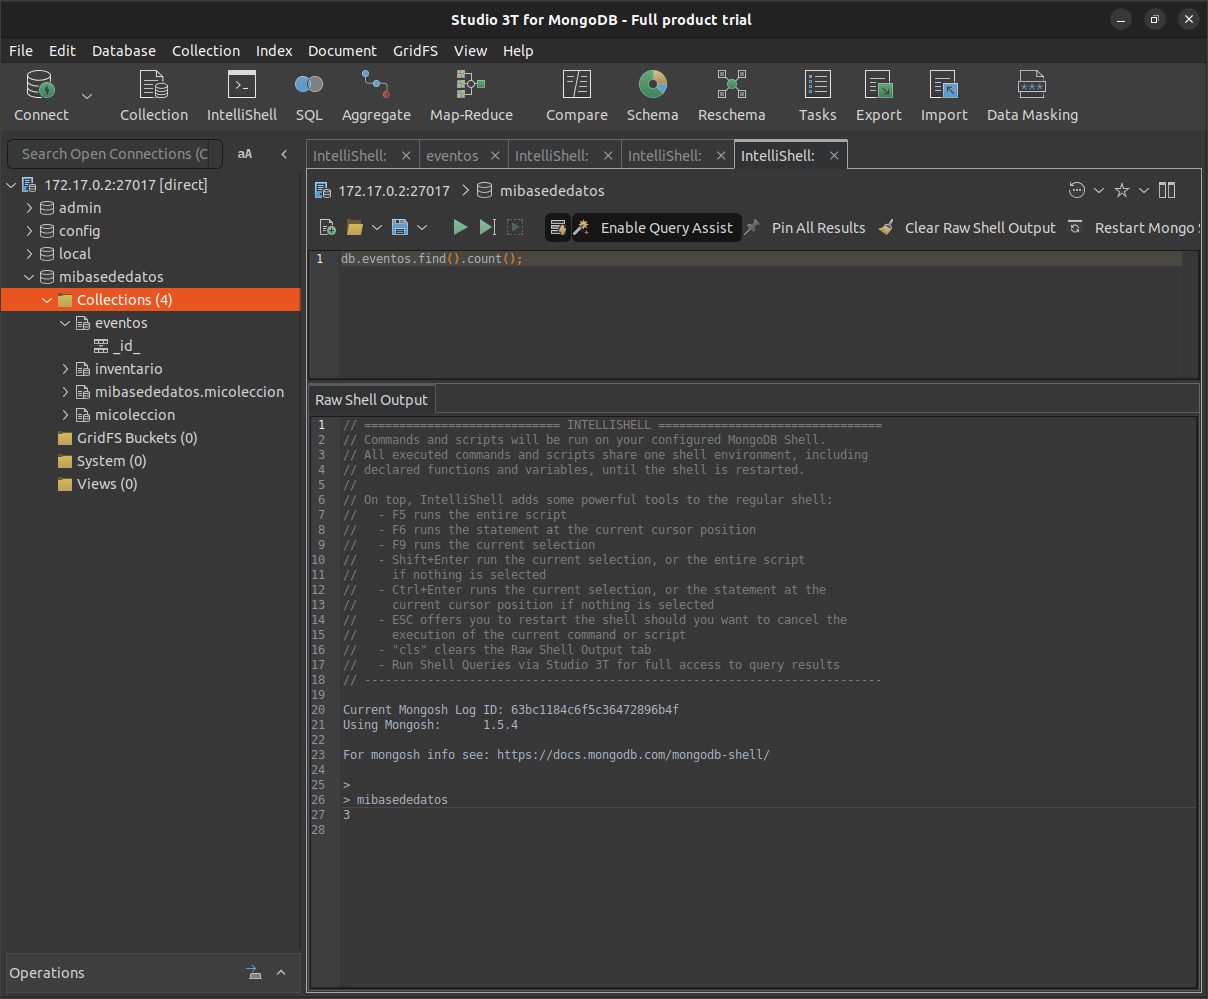 Studio 3T for MongoDB - Full product trial
File Edit Database Collection Index Document GridFS View Help
Connect Collection IntelliShell SQL Aggregate Map-Reduce Compare Schema Reschema Tasks Export Import Data Masking
Search Open Connections (C
aA
172.17.0.2:27017 [direct]
admin
config
local
mibasededatos
Collections (4)
eventos
_id_
inventario
mibasededatos.micoleccion
micoleccion
GridFS Buckets (0)
System (0)
Views (0)
Operations
IntelliShell: eventos IntelliShell: IntelliShell: IntelliShell:
172.17.0.2:27017 mibasededatos
Enable Query Assist Pin All Results Clear Raw Shell Output Restart Mongo
1 db.eventos.find().count();
Raw Shell Output
1 // ============================ INTELLISHELL ================================
2 // Commands and scripts will be run on your configured MongoDB Shell.
3 // All executed commands and scripts share one shell environment, including
4 // declared functions and variables, until the shell is restarted.
5 //
6 // On top, IntelliShell adds some powerful tools to the regular shell:
7 //   - F5 runs the entire script
8 //   - F6 runs the statement at the current cursor position
9 //   - F9 runs the current selection
10 //   - Shift+Enter run the current selection, or the entire script
11 //     if nothing is selected
12 //   - Ctrl+Enter runs the current selection, or the statement at the
13 //     current cursor position if nothing is selected
14 //   - ESC offers you to restart the shell should you want to cancel the
15 //     execution of the current command or script
16 //   - "cls" clears the Raw Shell Output tab
17 //   - Run Shell Queries via Studio 3T for full access to query results
18 // --------------------------------------------------------------------------
19
20 Current Mongosh Log ID: 63bc1184c6f5c36472896b4f
21 Using Mongosh:      1.5.4
22
23 For mongosh info see: https://docs.mongodb.com/mongodb-shell/
24
25 >
26 > mibasededatos
27 3
28